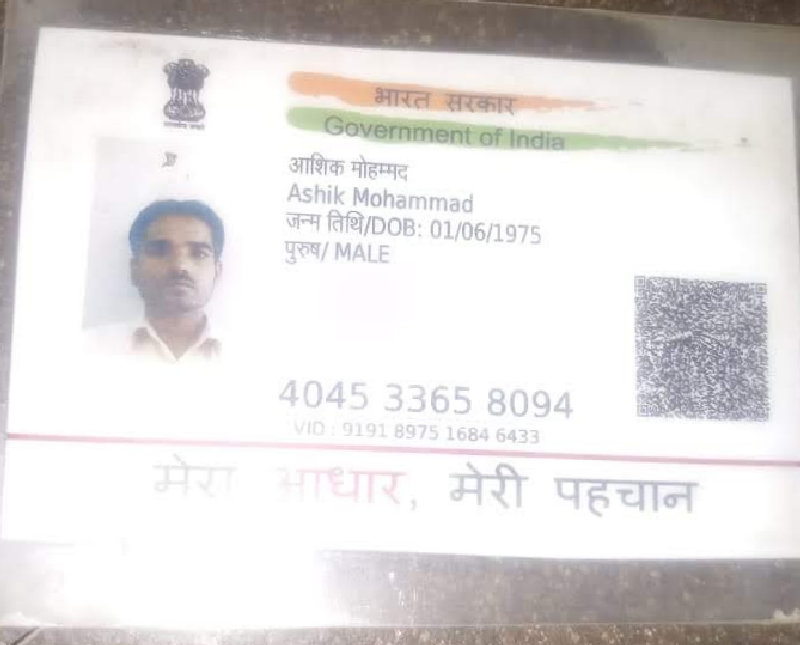 भारत सरकार
Government of India
आशिक मोहम्मद
Ashik Mohammad
जन्म तिथि/DOB: 01/06/1975
पुरुष/ MALE
4045 3365 8094
VID : 9191 8975 1684 6433
मेरा आधार, मेरी पहचान